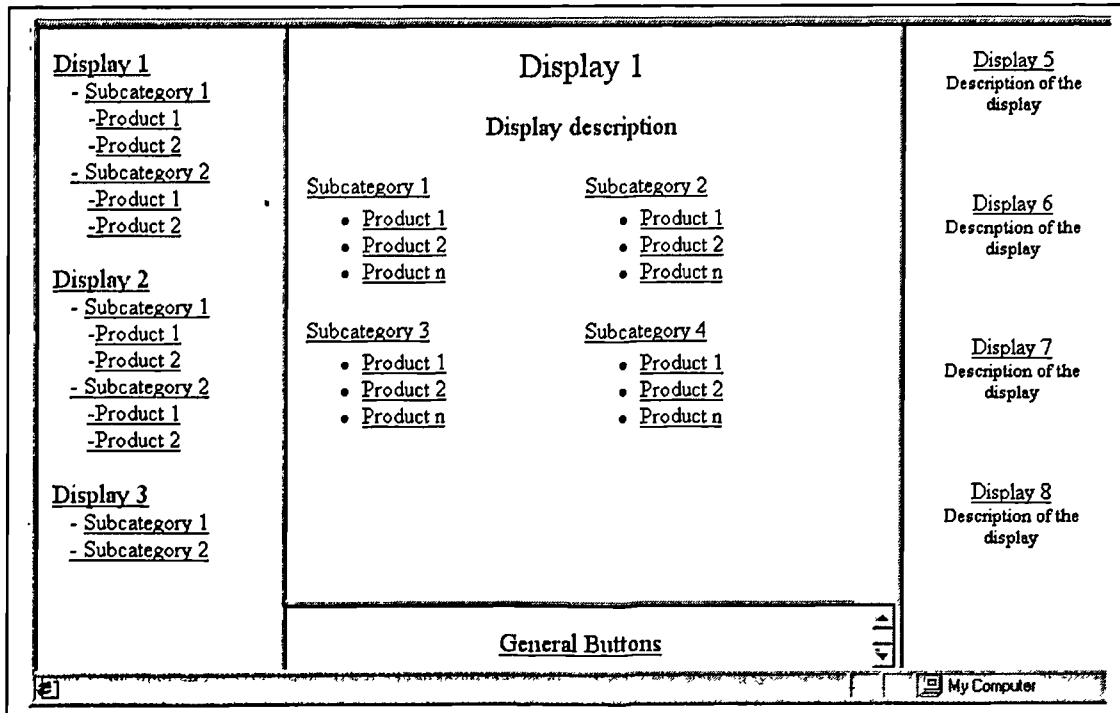 Display 1
- Subcategory 1
-Product 1
-Product 2
- Subcategory 2
-Product 1
-Product 2
Display 2
- Subcategory 1
-Product 1
-Product 2
- Subcategory 2
-Product 1
-Product 2
Display 3
- Subcategory 1
- Subcategory 2
Display 1
Display description
Subcategory 1
• Product 1
• Product 2
• Product n
Subcategory 2
• Product 1
• Product 2
• Product n
Subcategory 3
• Product 1
• Product 2
• Product n
Subcategory 4
• Product 1
• Product 2
• Product n
General Buttons
Display 5
Description of the
display
Display 6
Description of the
display
Display 7
Description of the
display
Display 8
Description of the
display
My Computer